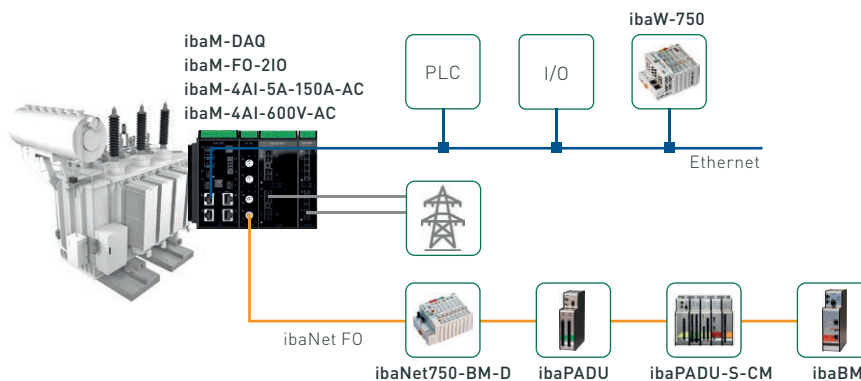 ibaW-750
ibaM-DAQ
ibaM-FO-2IO
ibaM-4AI-5A-150A-AC
ibaM-4AI-600V-AC
PLC
I/O
Ethernet
ibaNet FO
ibaNet750-BM-D
ibaPADU
ibaPADU-S-CM
ibaBM